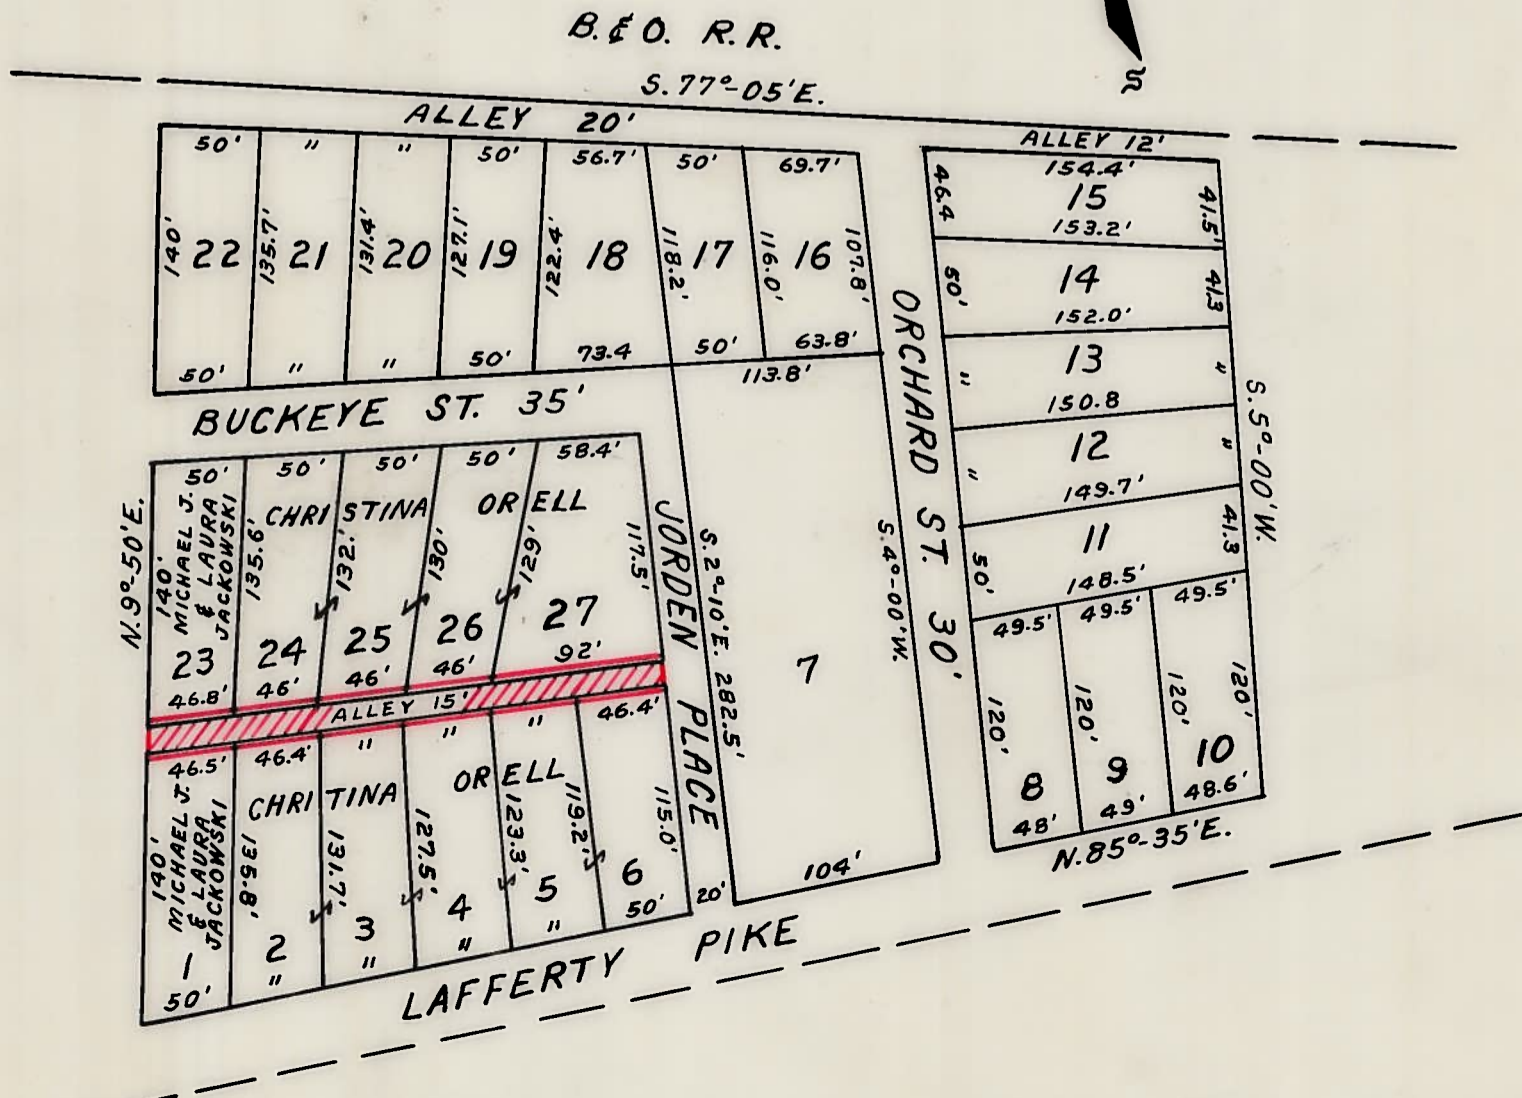 B. & O. R. R.
S. 77°-05' E.
ALLEY 20'
ALLEY 12'
50' " " 50' 56.7' 50' 69.7'
140' 22 135.7' 21 131.4' 20 127.1' 19 122.4' 18 118.2' 17 116.0' 16 107.8'
50' " " 50' 73.4 50' 63.8'
113.8'
154.4'
46.4 15 41.5'
153.2'
50' 14 41.3
152.0'
" 13 "
150.8
" 12 "
149.7'
50' 11 41.3
148.5'
S. 5°-00' W.
ORCHARD ST. 30'
BUCKEYE ST. 35'
N. 9°-50' E.
50' 50' 50' 50' 58.4'
MICHAEL J.
& LAURA
JACKOWSKI
CHRISTINA ORELL
140' 135.6' 132.' 130' 129' 117.5'
23 24 25 26 27
46.8' 46' 46' 46' 92'
ALLEY 15'
46.5' 46.4' " " " 46.4'
MICHAEL J.
& LAURA
JACKOWSKI
CHRITINA ORELL
140' 135.8' 131.7' 127.5' 123.3' 119.2' 115.0'
1 2 3 4 5 6
50' " " " " 50'
20'
JORDEN PLACE
S. 2°-10' E. 282.5'
7
S. 4°-00' W.
104'
49.5' 49.5' 49.5'
120' 120' 120' 120'
8 9 10
48' 49' 48.6'
N. 85°-35' E.
LAFFERTY PIKE